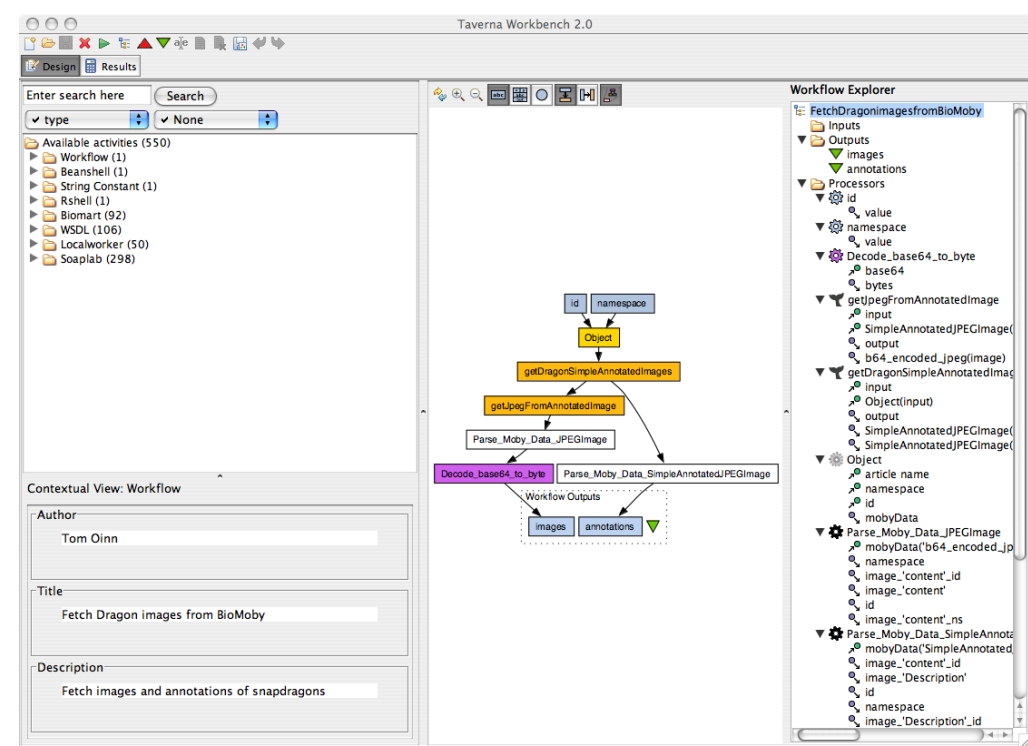 Taverna Workbench 2.0
Design
Results
Enter search here
Search
type
None
Available activities (550)
Workflow (1)
Beanshell (1)
String Constant (1)
Rshell (1)
Biomart (92)
WSDL (106)
Localworker (50)
Soaplab (298)
Contextual View: Workflow
Author
Tom Oinn
Title
Fetch Dragon images from BioMoby
Description
Fetch images and annotations of snapdragons
id
namespace
Object
getDragonSimpleAnnotatedImages
getJpegFromAnnotatedImage
Parse_Moby_Data_JPEGImage
Decode_base64_to_byte
Parse_Moby_Data_SimpleAnnotatedJPEGImage
Workflow Outputs
images
annotations
Workflow Explorer
FetchDragonimagesfromBioMoby
Inputs
Outputs
images
annotations
Processors
id
value
namespace
value
Decode_base64_to_byte
base64
bytes
getJpegFromAnnotatedImage
input
SimpleAnnotatedJPEGImage(
output
b64_encoded_jpeg(image)
getDragonSimpleAnnotatedImag
input
Object(input)
output
SimpleAnnotatedJPEGImage(
SimpleAnnotatedJPEGImage(
Object
article name
namespace
id
mobyData
Parse_Moby_Data_JPEGImage
mobyData('b64_encoded_jp
namespace
image_'content'_id
image_'content'
id
image_'content'_ns
Parse_Moby_Data_SimpleAnnota
mobyData('SimpleAnnotated
image_'content'_id
image_'Description'
id
namespace
image_'Description'_id